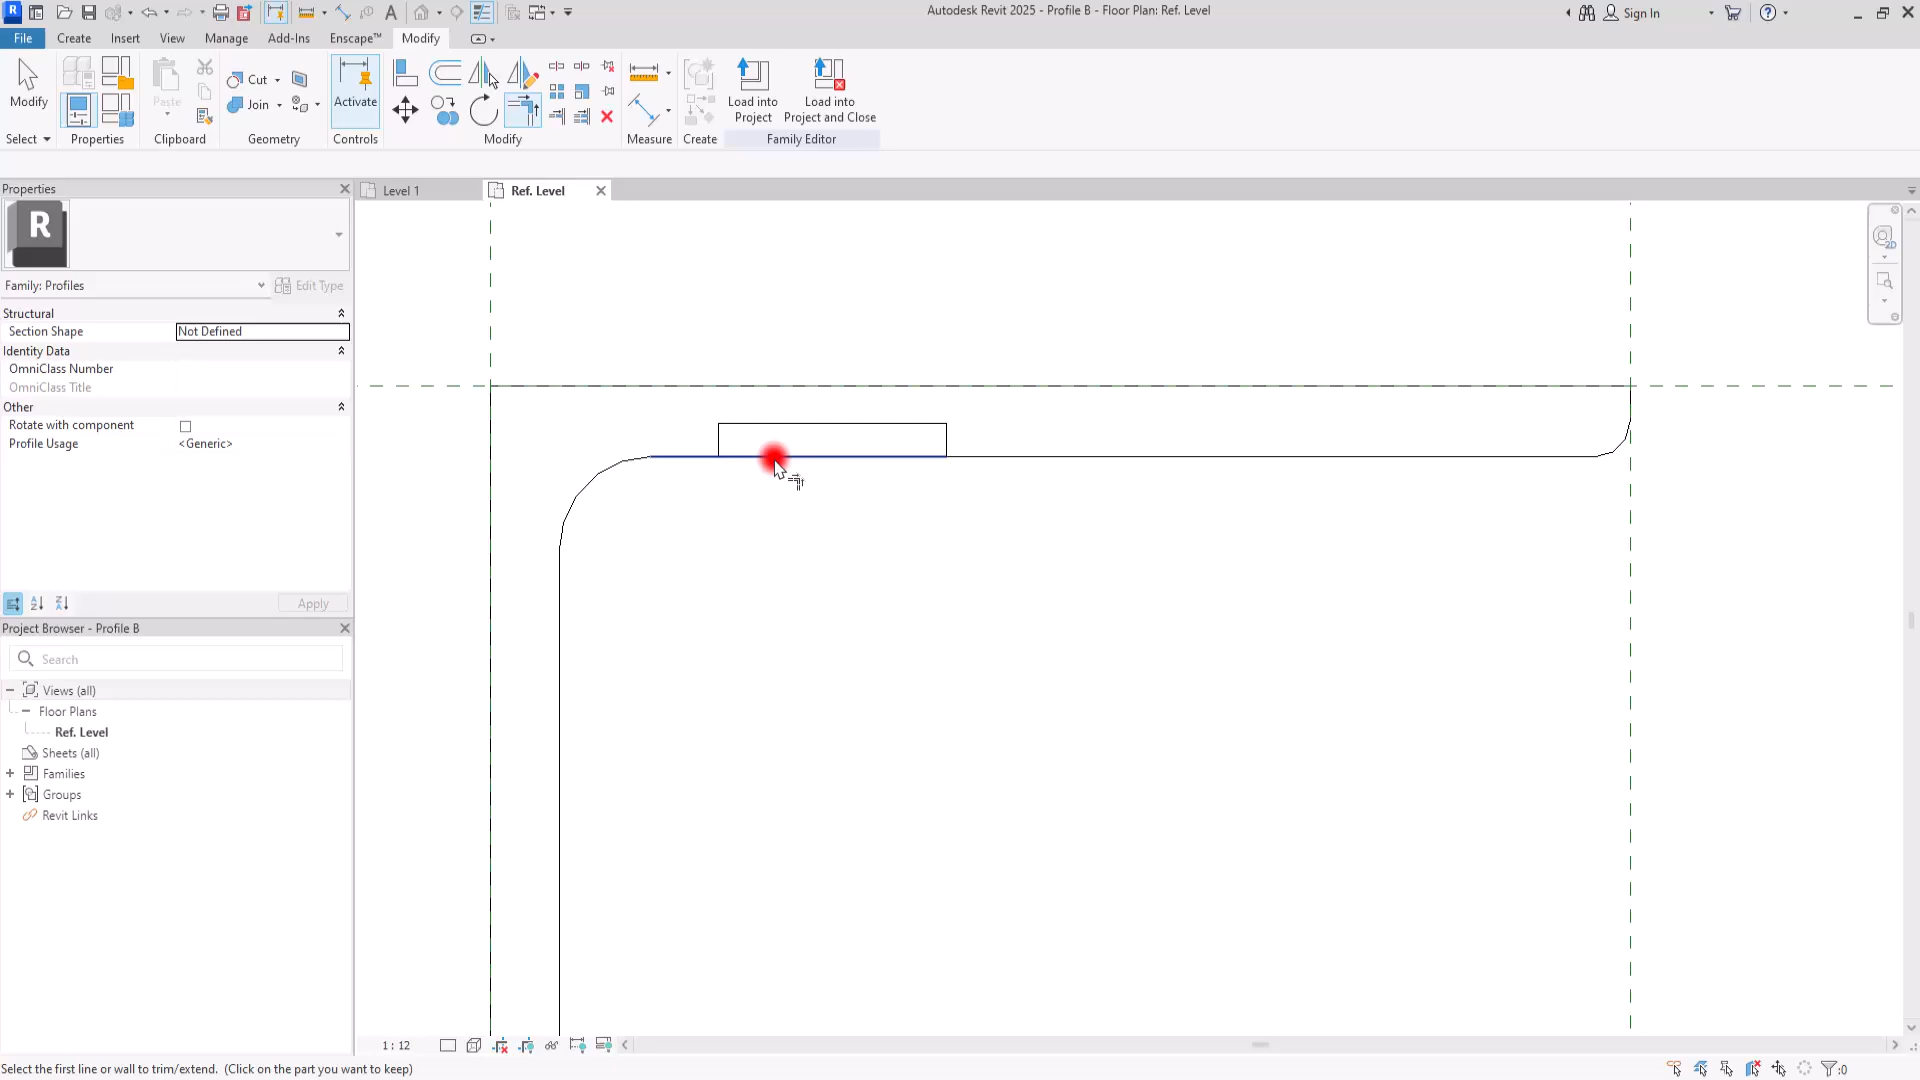 Autodesk Revit 2025 - Profile B - Floor Plan: Ref. Level
Sign In
File Create Insert View Manage Add-Ins Enscape™ Modify
Modify
Paste
Cut
Join
Activate
Load into Project
Load into Project and Close
Select Properties Clipboard Geometry Controls Modify Measure Create Family Editor
Properties
Level 1
Ref. Level
R
2D
Family: Profiles
Edit Type
Structural
Section Shape Not Defined
Identity Data
OmniClass Number
OmniClass Title
Other
Rotate with component
Profile Usage <Generic>
Apply
Project Browser - Profile B
Search
Views (all)
Floor Plans
Ref. Level
Sheets (all)
Families
Groups
Revit Links
1 : 12
Select the first line or wall to trim/extend. (Click on the part you want to keep)
:0